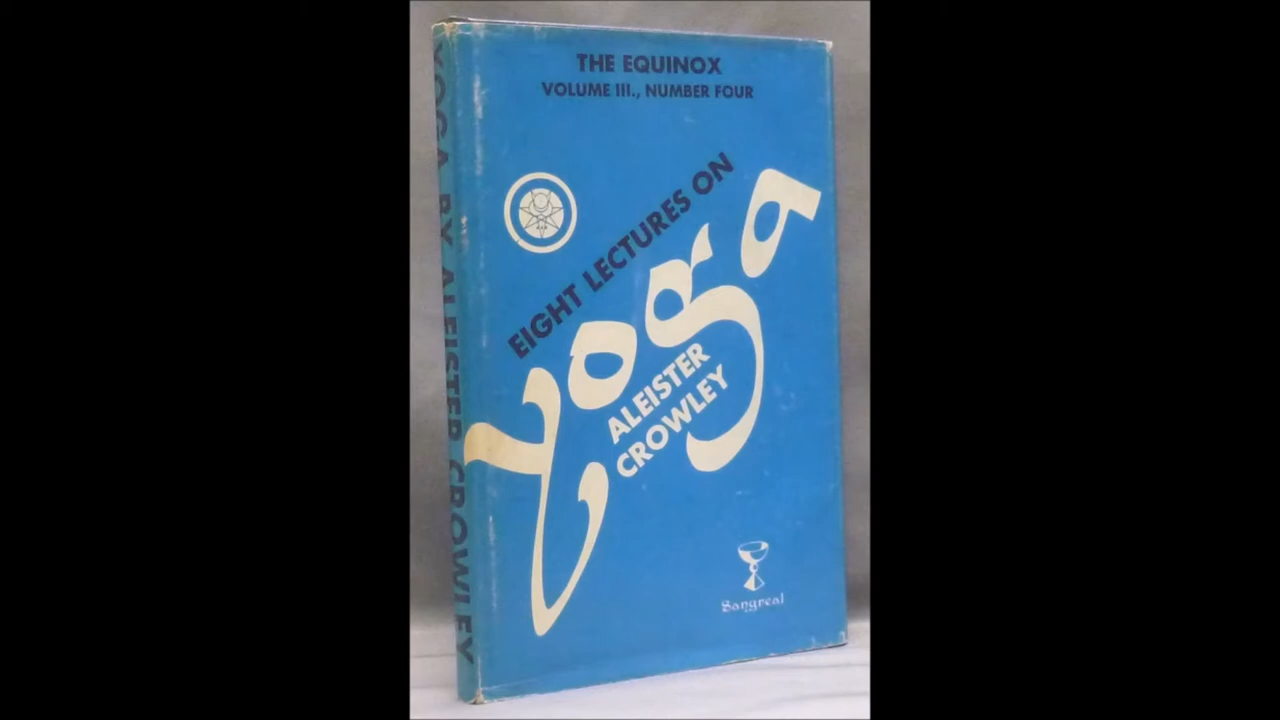 THE EQUINOX
VOLUME III., NUMBER FOUR
EIGHT LECTURES ON
Yoga
ALEISTER
CROWLEY
Sangreal
YOGA BY ALEISTER CROWLEY